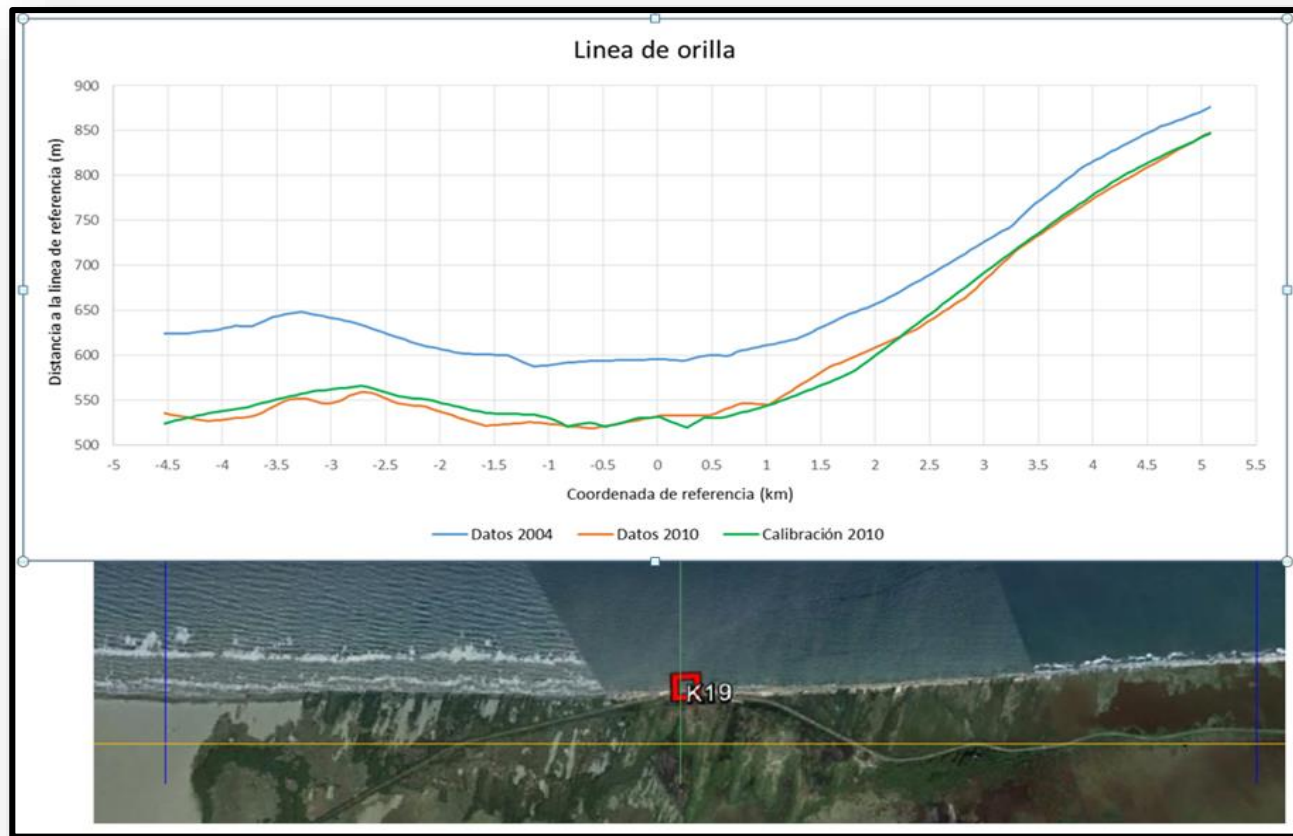 Linea de orilla
Distancia a la linea de referencia (m)
900
850
800
750
700
650
600
550
500
-5 -4.5 -4 -3.5 -3 -2.5 -2 -1.5 -1 -0.5 0 0.5 1 1.5 2 2.5 3 3.5 4 4.5 5 5.5
Coordenada de referencia (km)
Datos 2004 Datos 2010 Calibración 2010
K19